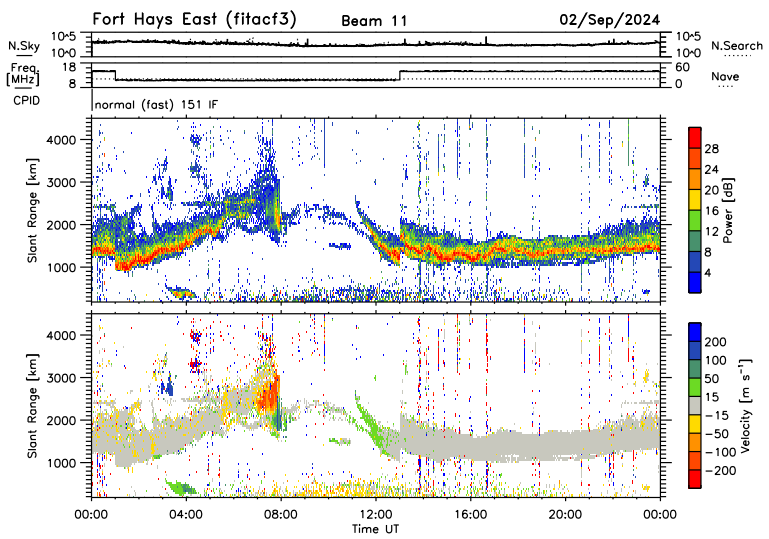 Fort Hays East (fitacf3) Beam 11 02/Sep/2024
N.Sky 10^5 10^0 10^5 10^0 N.Search
Freq. [MHz] 18 8 60 0 Nave
CPID normal (fast) 151 IF
Slant Range [km] 4000 3000 2000 1000
28 24 20 16 12 8 4 Power [dB]
Slant Range [km] 4000 3000 2000 1000
200 100 50 15 −15 −50 −100 −200 Velocity [m s⁻¹]
00:00 04:00 08:00 12:00 16:00 20:00 00:00
Time UT